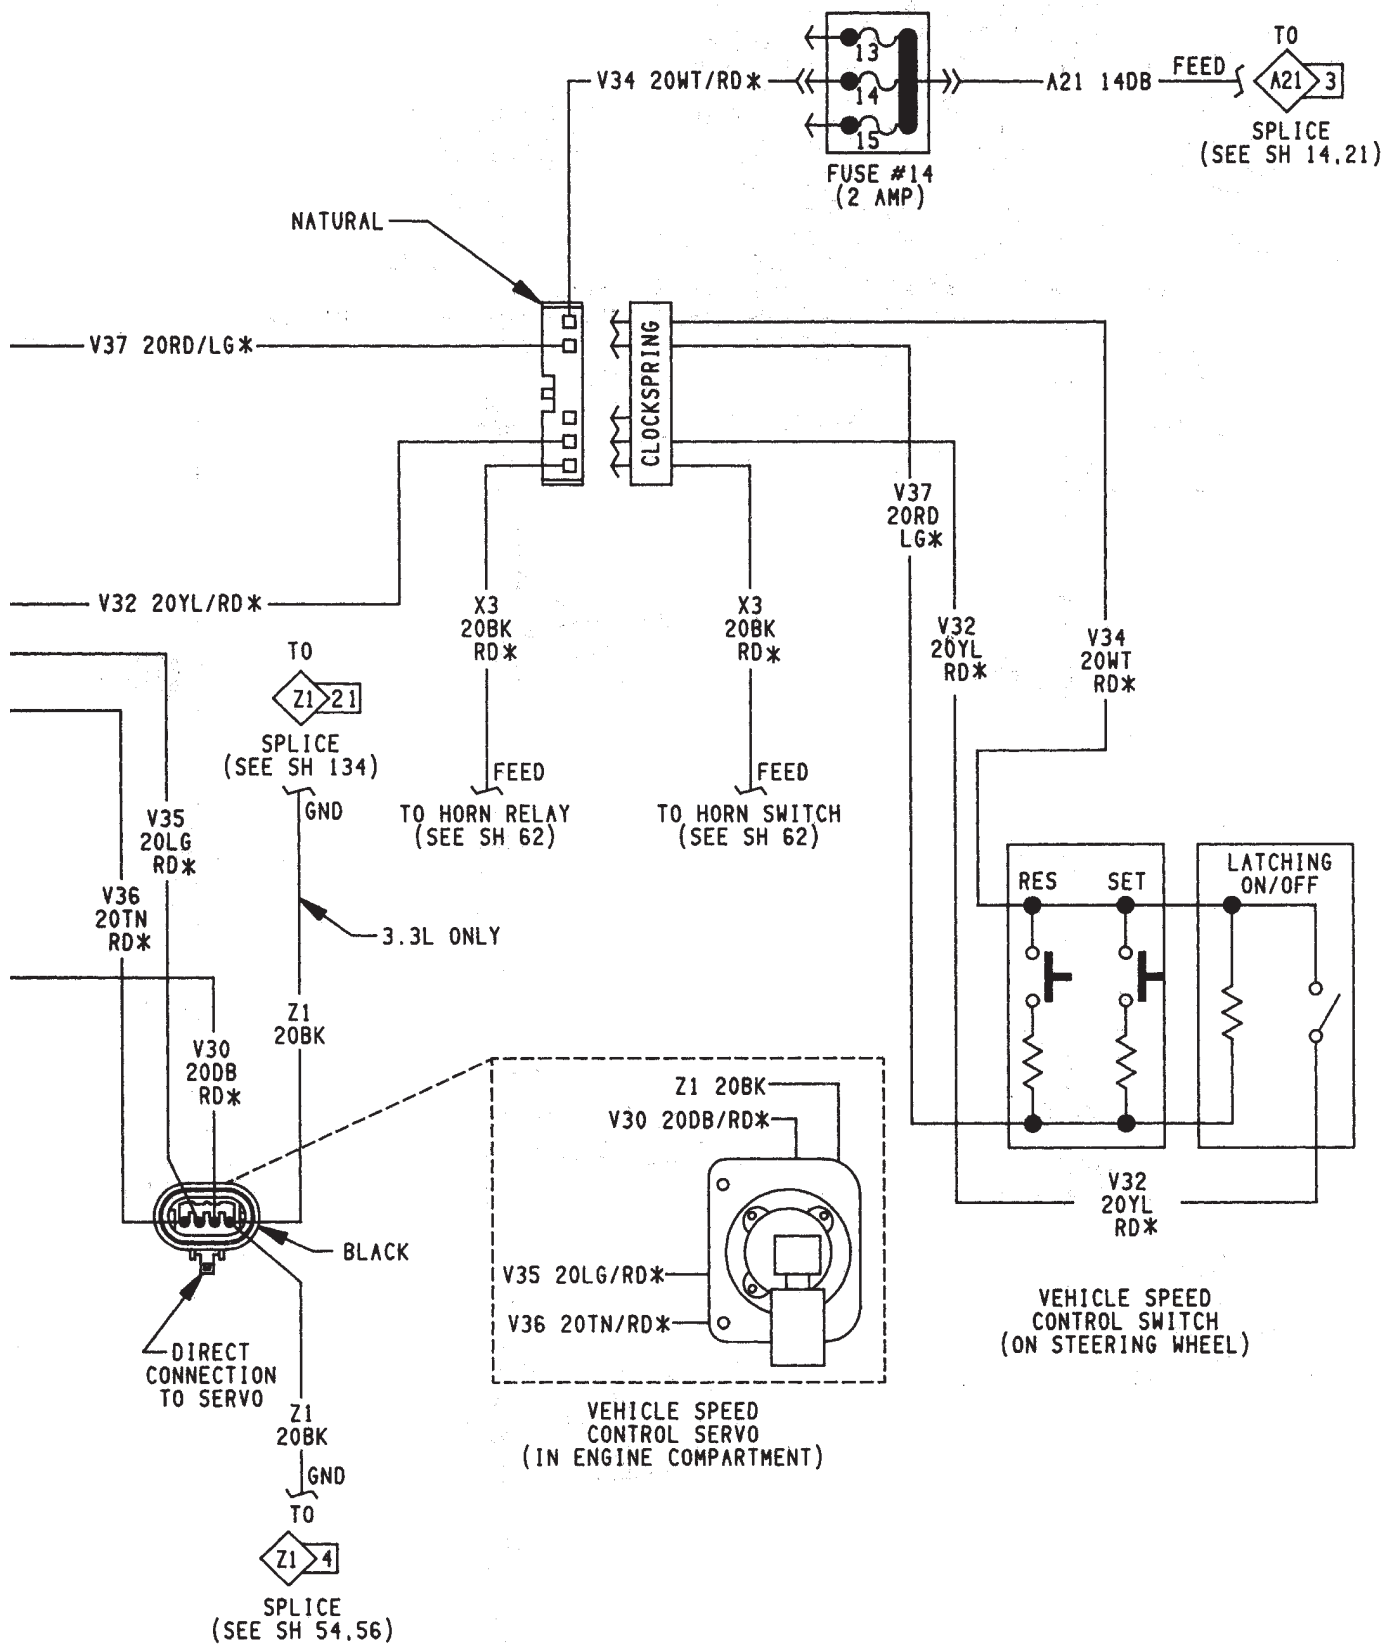 TO
FEED
V34 20WT/RD*
A21 14DB
A21 3
13
14
15
SPLICE
(SEE SH 14,21)
FUSE #14
(2 AMP)
NATURAL
V37 20RD/LG*
CLOCKSPRING
V37
20RD
LG*
V32 20YL/RD*
X3
20BK
RD*
X3
20BK
RD*
V32
20YL
RD*
V34
20WT
RD*
TO
Z1 21
SPLICE
(SEE SH 134)
GND
FEED
TO HORN RELAY
(SEE SH 62)
FEED
TO HORN SWITCH
(SEE SH 62)
V35
20LG
RD*
V36
20TN
RD*
3.3L ONLY
RES
SET
LATCHING
ON/OFF
Z1
20BK
V30
20DB
RD*
Z1 20BK
V30 20DB/RD*
V35 20LG/RD*
V36 20TN/RD*
BLACK
V32
20YL
RD*
DIRECT
CONNECTION
TO SERVO
VEHICLE SPEED
CONTROL SWITCH
(ON STEERING WHEEL)
VEHICLE SPEED
CONTROL SERVO
(IN ENGINE COMPARTMENT)
Z1
20BK
GND
TO
Z1 4
SPLICE
(SEE SH 54,56)